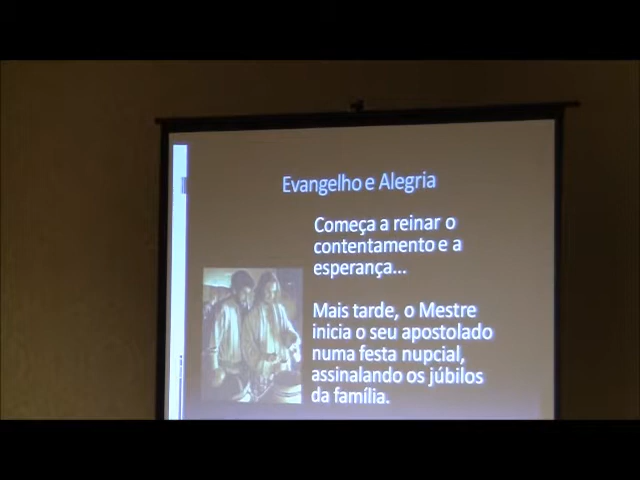 Evangelho e Alegria
Começa a reinar o
contentamento e a
esperança...
Mais tarde, o Mestre
inicia o seu apostolado
numa festa nupcial,
assinalando os júbilos
da família.